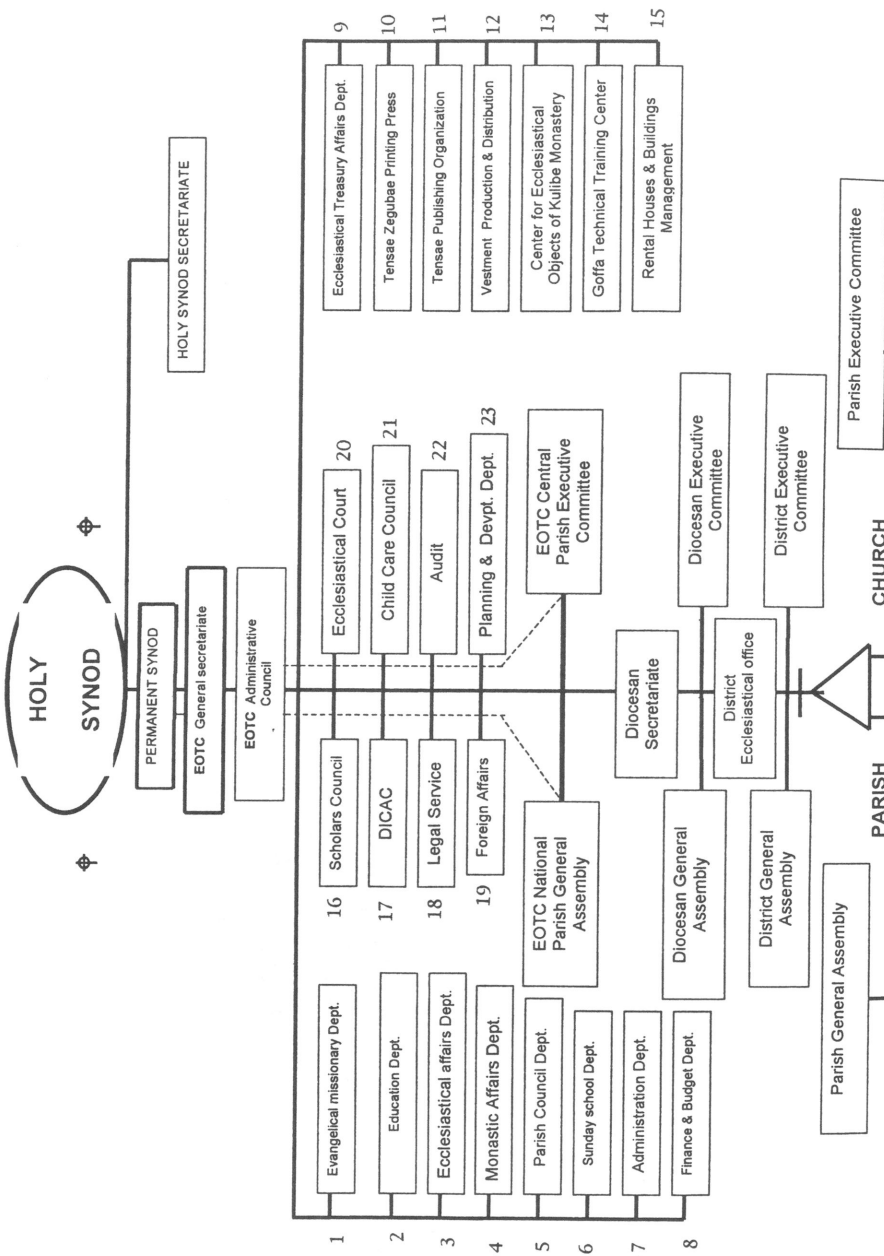 HOLY
SYNOD
HOLY SYNOD SECRETARIATE
PERMANENT SYNOD
EOTC General secretariate
EOTC Administrative
Council
1
Evangelical missionary Dept.
2
Education Dept.
3
Ecclesiastical affairs Dept.
4
Monastic Affairs Dept.
5
Parish Council Dept.
6
Sunday school Dept.
7
Administration Dept.
8
Finance & Budget Dept.
16
Scholars Council
17
DICAC
18
Legal Service
19
Foreign Affairs
Ecclesiastical Court
20
Child Care Council
21
Audit
22
Planning & Devpt. Dept.
23
Ecclesiastical Treasury Affairs Dept.
9
Tensae Zegubae Printing Press
10
Tensae Publishing Organization
11
Vestment Production & Distribution
12
Center for Ecclesiastical
Objects of Kulibe Monastery
13
Goffa Technical Training Center
14
Rental Houses & Buildings
Management
15
EOTC National
Parish General
Assembly
EOTC Central
Parish Executive
Committee
Diocesan
Secretariate
Diocesan General
Assembly
Diocesan Executive
Committee
District
Ecclesiastical office
District General
Assembly
District Executive
Committee
Parish General Assembly
PARISH
CHURCH
Parish Executive Committee